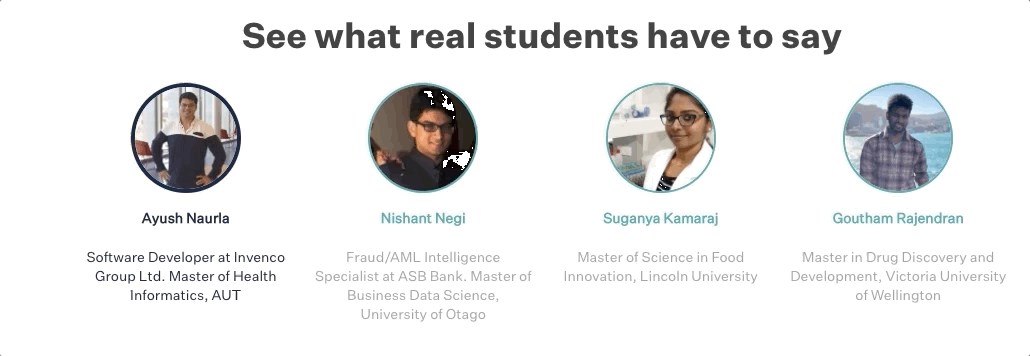 See what real students have to say
Ayush Naurla
Software Developer at Invenco
Group Ltd. Master of Health
Informatics, AUT
Nishant Negi
Fraud/AML Intelligence
Specialist at ASB Bank. Master of
Business Data Science,
University of Otago
Suganya Kamaraj
Master of Science in Food
Innovation, Lincoln University
Goutham Rajendran
Master in Drug Discovery and
Development, Victoria University
of Wellington